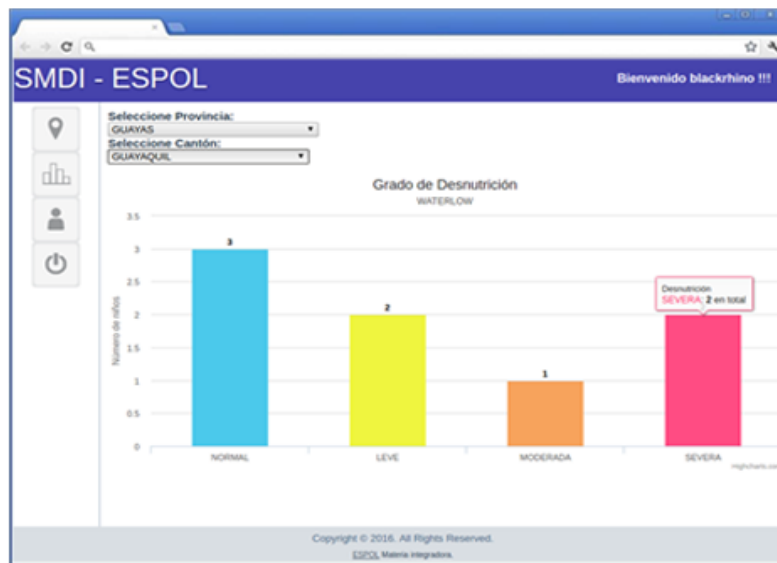 SMDI - ESPOL
Bienvenido blackrhino !!!
Seleccione Provincia:
GUAYAS
Seleccione Cantón:
GUAYAQUIL
Grado de Desnutrición
WATERLOW
Número de niños
3.5
3
2.5
2
1.5
1
0.5
0
3
2
1
Desnutrición
SEVERA: 2 en total
NORMAL
LEVE
MODERADA
SEVERA
Highcharts.co
Copyright © 2016. All Rights Reserved.
ESPOL Materia integradora.